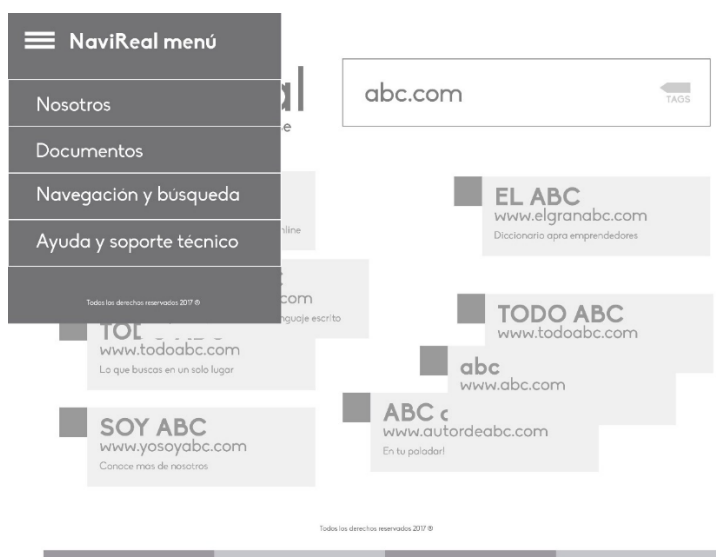 NaviReal menú
Nosotros
Documentos
Navegación y búsqueda
Ayuda y soporte técnico
Todos los derechos reservados 2017 ®
abc.com
TAGS
EL ABC
www.elgranabc.com
Diccionario apra emprendedores
escrito
www.todoabc.com
Lo que buscas en un solo lugar
TODO ABC
www.todoabc.com
abc
www.abc.com
SOY ABC
www.yosoyabc.com
Conoce mas de nosotros
ABC
www.autordeabc.com
En tu paladar!
Todos los derechos reservados 2017 ®